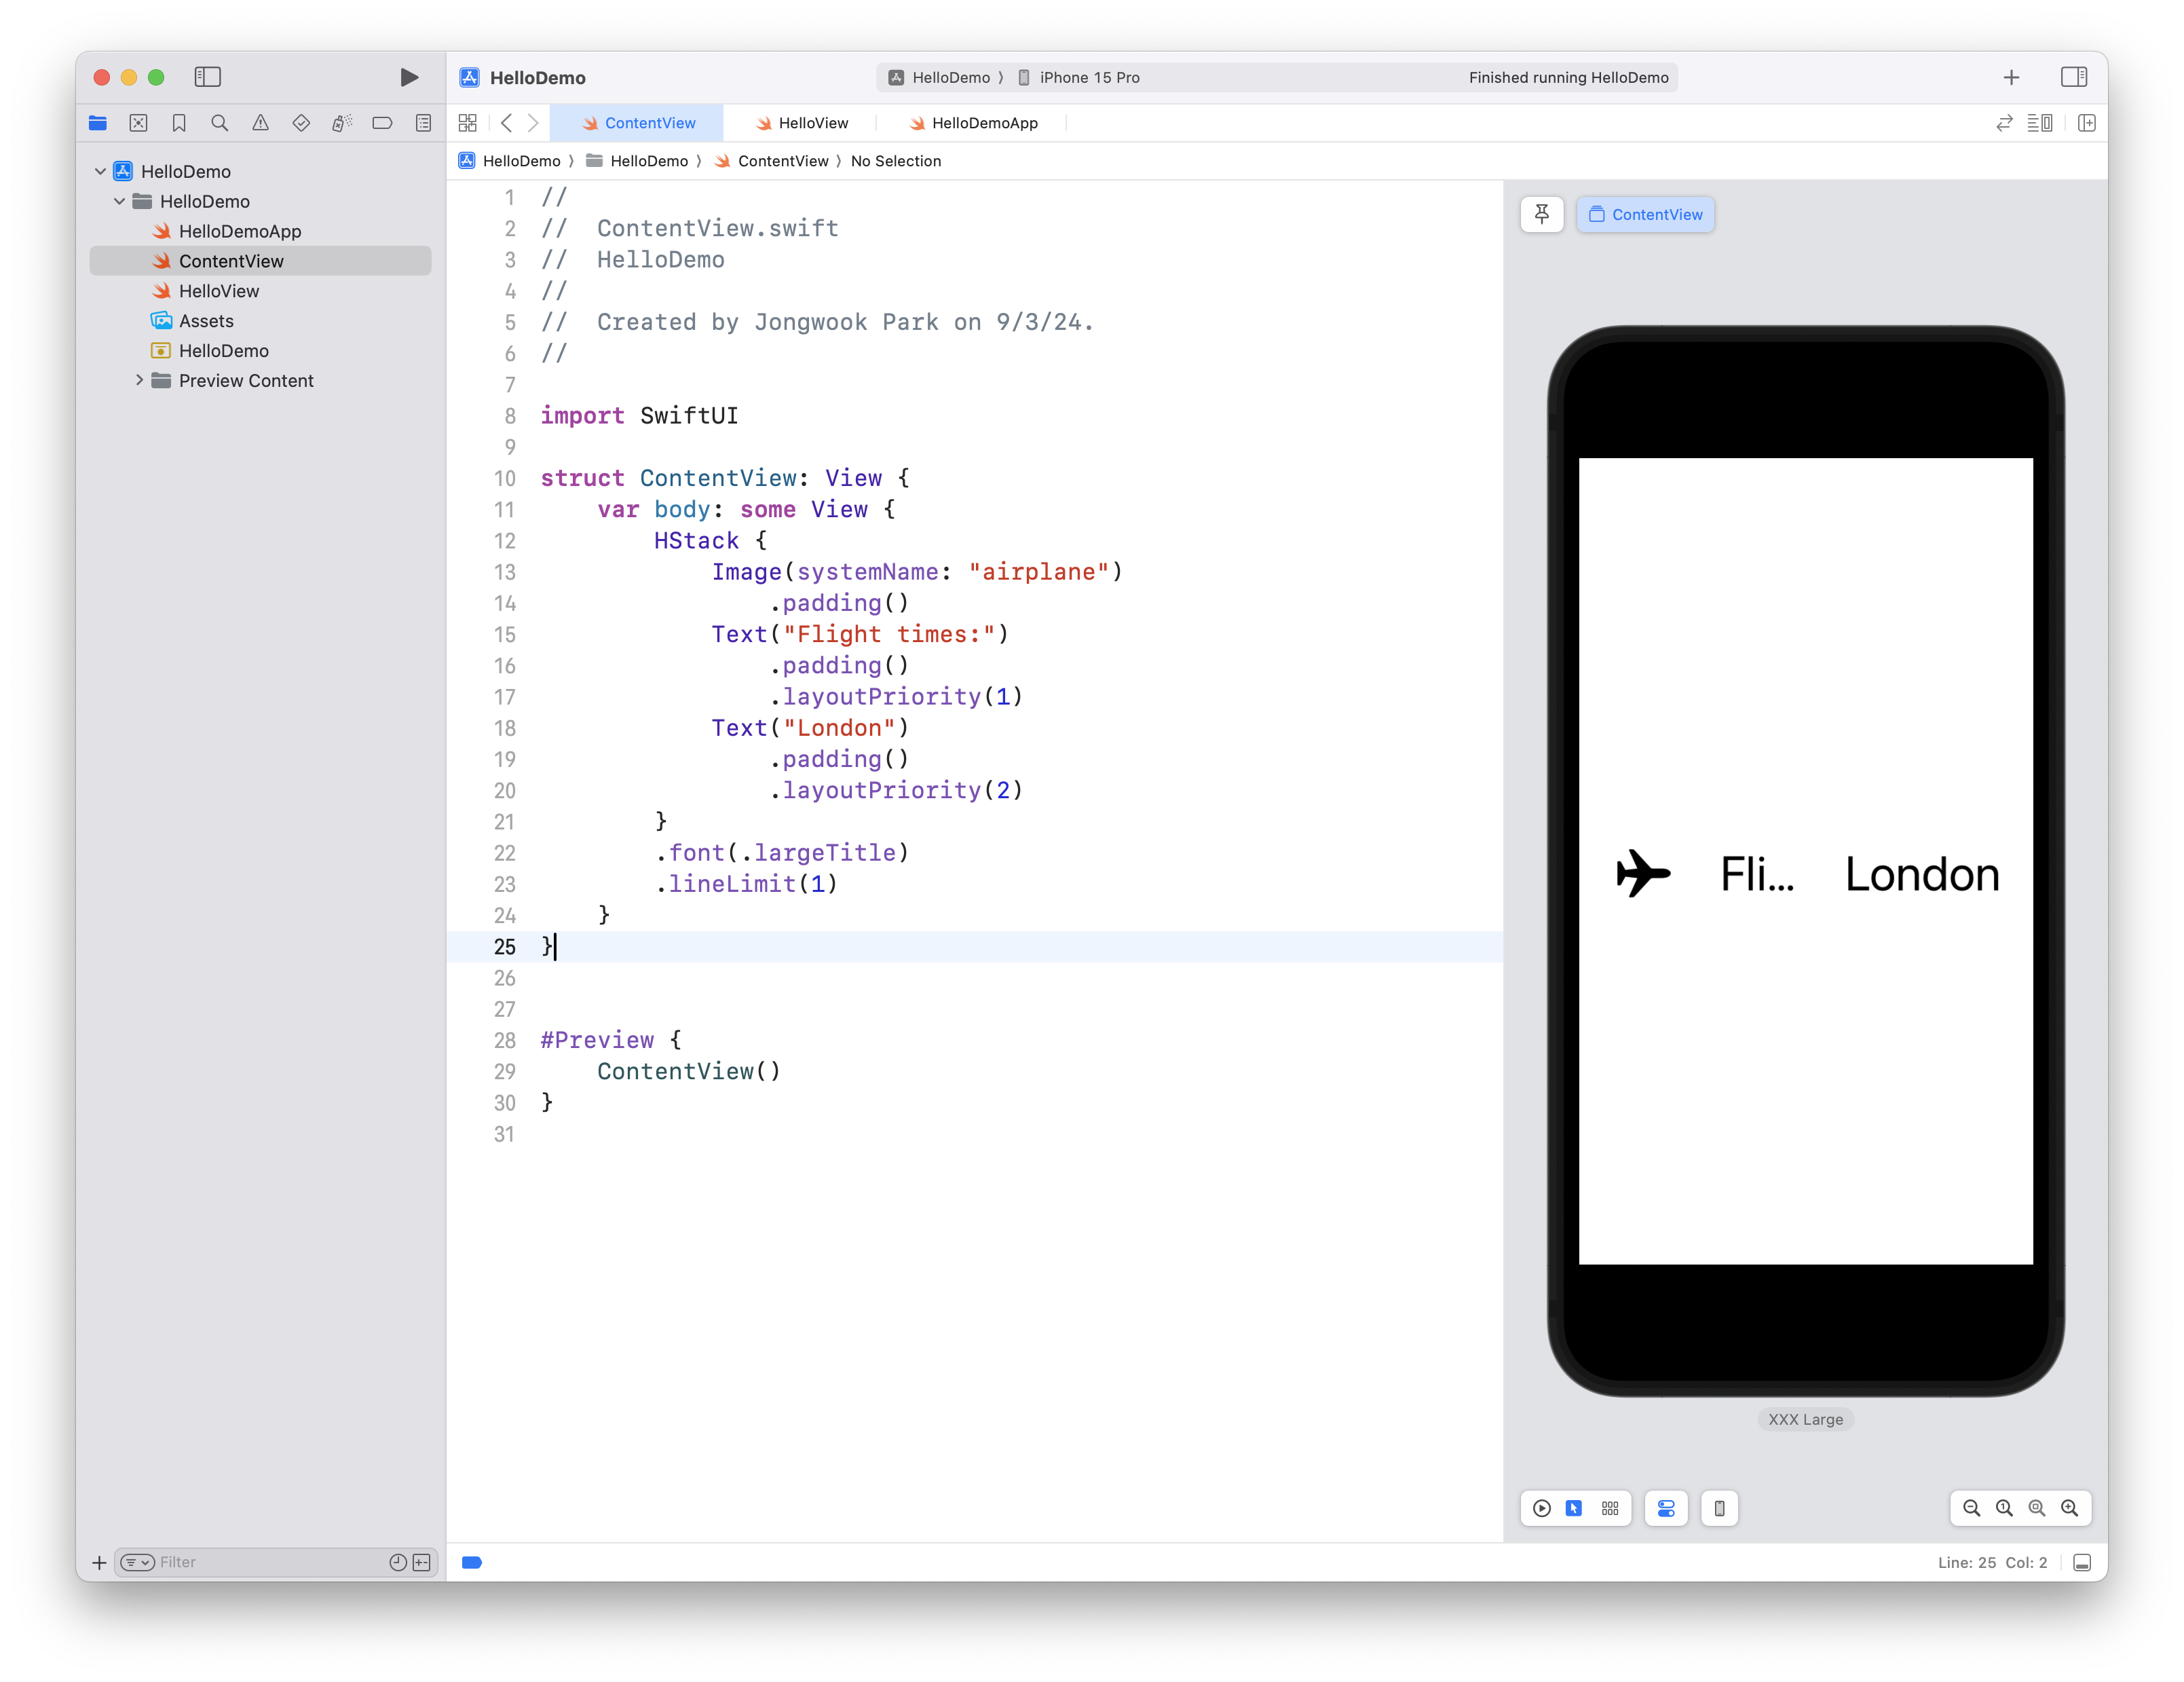 HelloDemo
HelloDemo 〉 iPhone 15 Pro
Finished running HelloDemo
ContentView
HelloView
HelloDemoApp
HelloDemo 〉 HelloDemo 〉 ContentView 〉 No Selection
HelloDemo
HelloDemo
HelloDemoApp
ContentView
HelloView
Assets
HelloDemo
Preview Content
1 //
2 //  ContentView.swift
3 //  HelloDemo
4 //
5 //  Created by Jongwook Park on 9/3/24.
6 //
7
8 import SwiftUI
9
10 struct ContentView: View {
11     var body: some View {
12         HStack {
13             Image(systemName: "airplane")
14                 .padding()
15             Text("Flight times:")
16                 .padding()
17                 .layoutPriority(1)
18             Text("London")
19                 .padding()
20                 .layoutPriority(2)
21         }
22         .font(.largeTitle)
23         .lineLimit(1)
24     }
25 }
26
27
28 #Preview {
29     ContentView()
30 }
31
ContentView
Fli... London
XXX Large
Filter
Line: 25 Col: 2